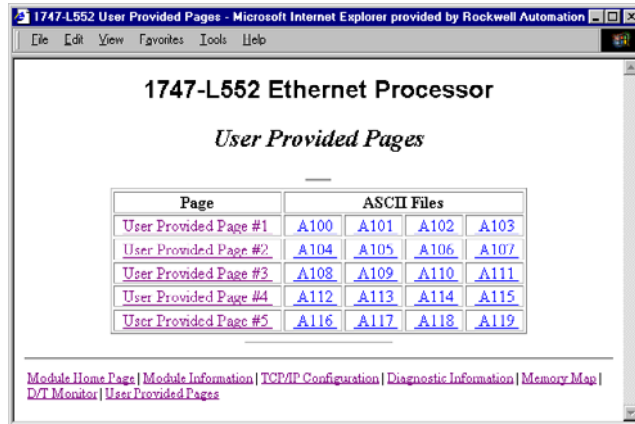 1747-L552 User Provided Pages - Microsoft Internet Explorer provided by Rockwell Automation
File Edit View Favorites Tools Help
1747-L552 Ethernet Processor
User Provided Pages
Page ASCII Files
User Provided Page #1 A100 A101 A102 A103
User Provided Page #2 A104 A105 A106 A107
User Provided Page #3 A108 A109 A110 A111
User Provided Page #4 A112 A113 A114 A115
User Provided Page #5 A116 A117 A118 A119
Module Home Page | Module Information | TCP/IP Configuration | Diagnostic Information | Memory Map |
D/T Monitor | User Provided Pages